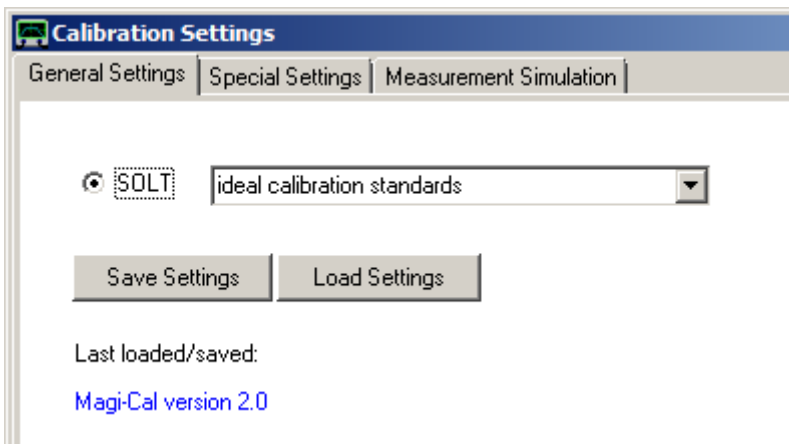 Calibration Settings
General Settings Special Settings Measurement Simulation
SOLT ideal calibration standards
Save Settings Load Settings
Last loaded/saved:
Magi-Cal version 2.0